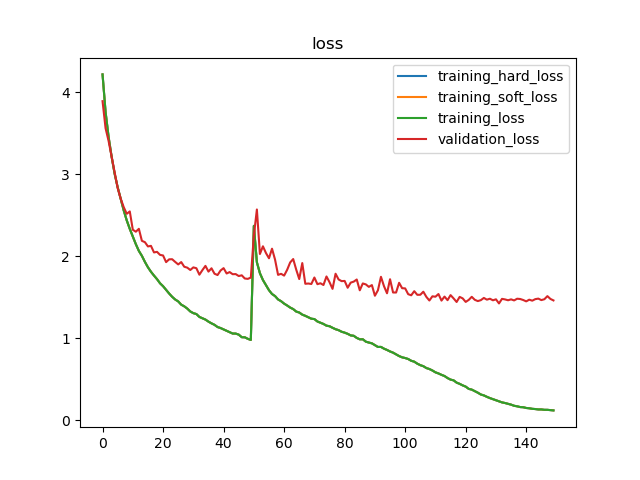 loss
training_hard_loss
training_soft_loss
training_loss
validation_loss
4
3
2
1
0
0 20 40 60 80 100 120 140